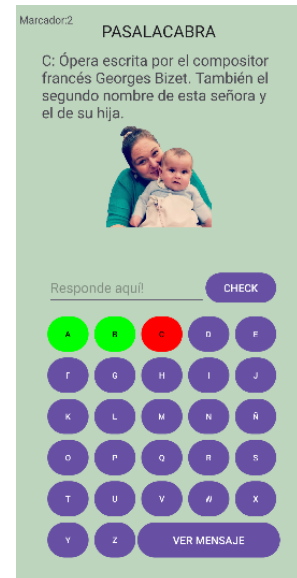 Marcador:2
PASALACABRA
C: Ópera escrita por el compositor
francés Georges Bizet. También el
segundo nombre de esta señora y
el de su hija.
Responde aquí!
CHECK
A B C D E
F G H I J
K L M N Ñ
O P Q R S
T U V W X
Y Z VER MENSAJE